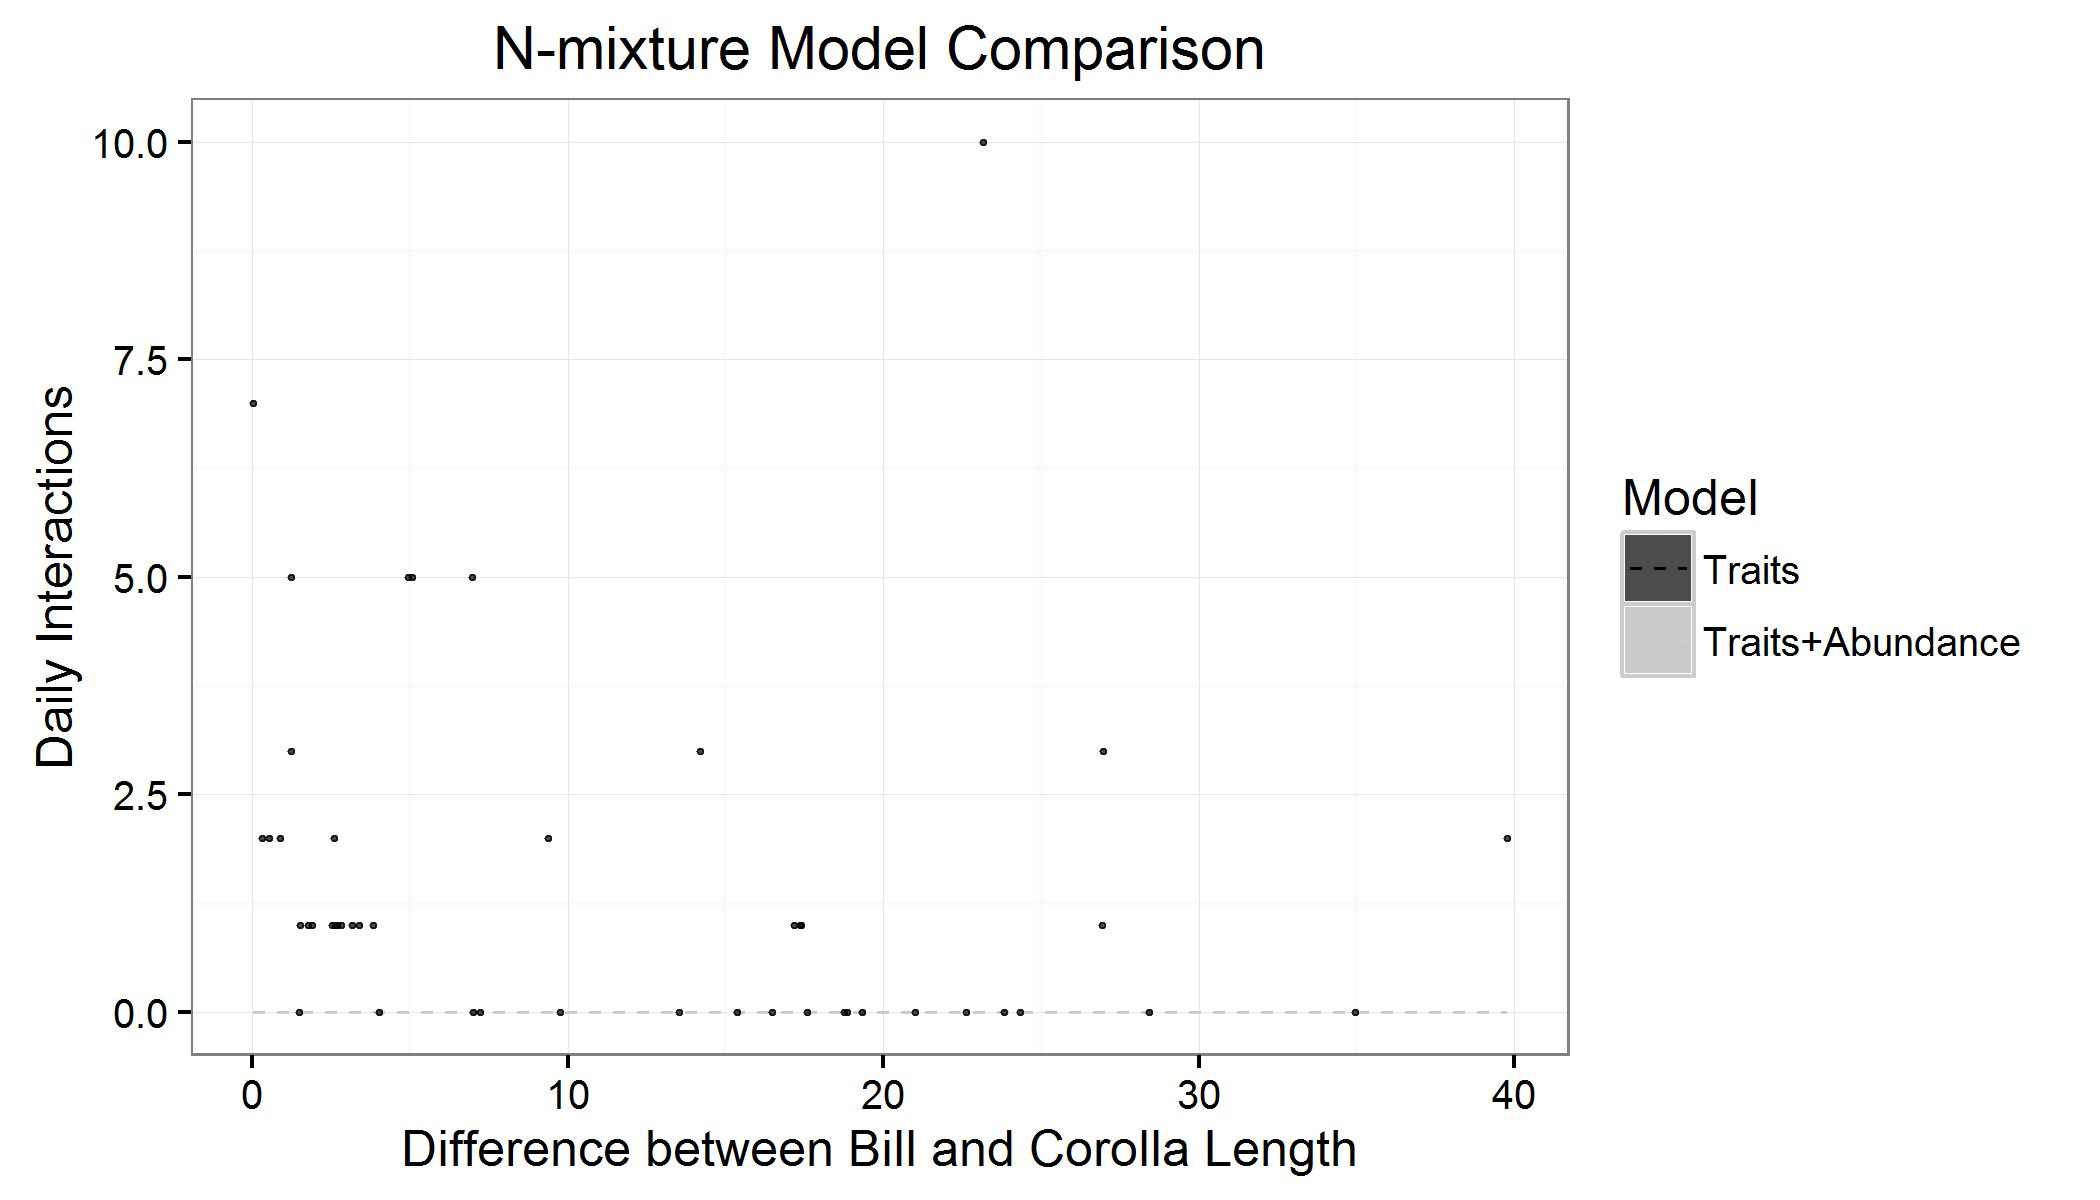 N-mixture Model Comparison
10.0
7.5
5.0
2.5
0.0
Daily Interactions
0 10 20 30 40
Difference between Bill and Corolla Length
Model
Traits
Traits+Abundance